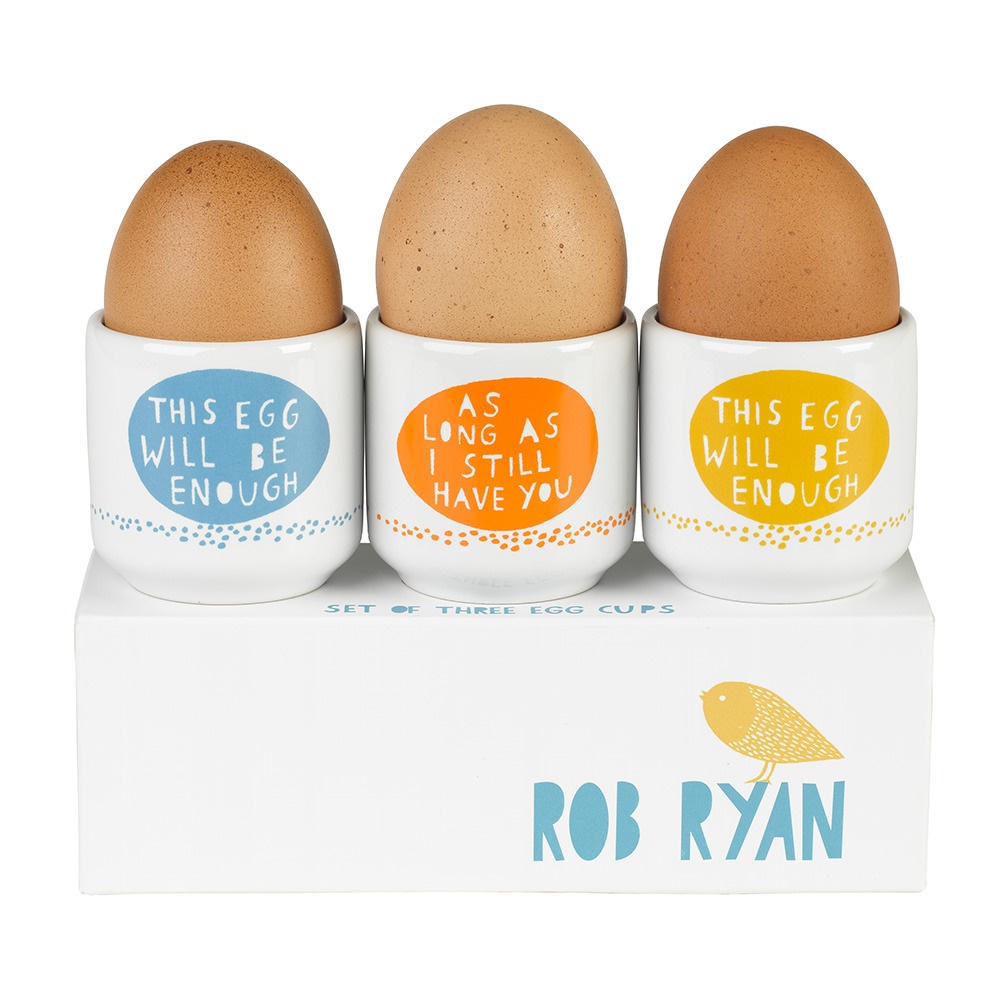 THIS EGG
WILL BE
ENOUGH
AS
LONG AS
I STILL
HAVE YOU
THIS EGG
WILL BE
ENOUGH
SET OF THREE EGG CUPS
ROB RYAN